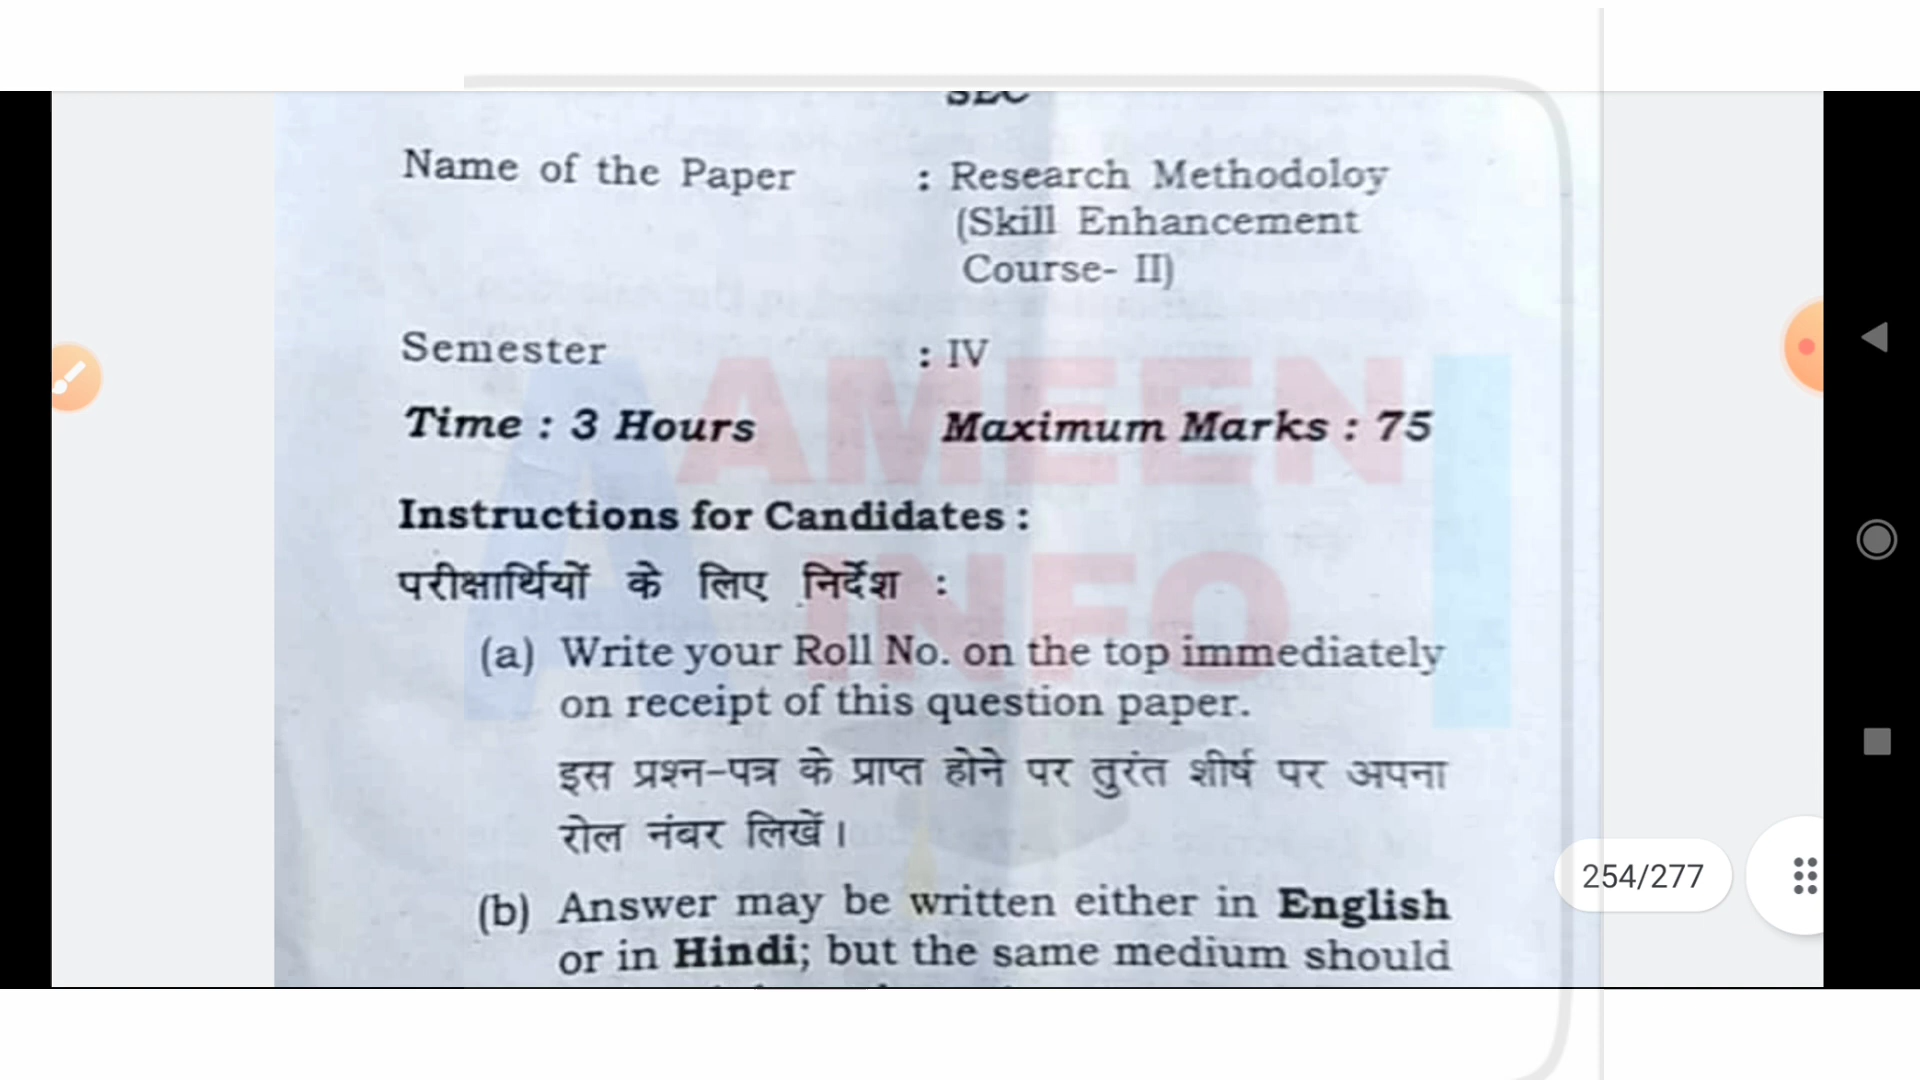 SEC
Name of the Paper : Research Methodoloy
(Skill Enhancement
Course- II)
Semester : IV
Time : 3 Hours Maximum Marks : 75
Instructions for Candidates :
परीक्षार्थियों के लिए निर्देश :
(a) Write your Roll No. on the top immediately
on receipt of this question paper.
इस प्रश्न-पत्र के प्राप्त होने पर तुरंत शीर्ष पर अपना
रोल नंबर लिखें।
(b) Answer may be written either in English
or in Hindi; but the same medium should
AMEEN
INFO
254/277